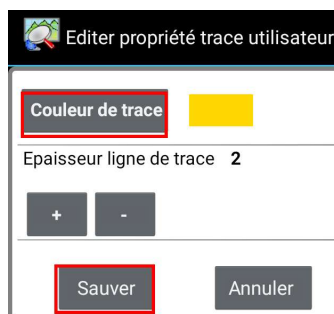 Editer propriété trace utilisateur
Couleur de trace
Epaisseur ligne de trace 2
+ -
Sauver Annuler